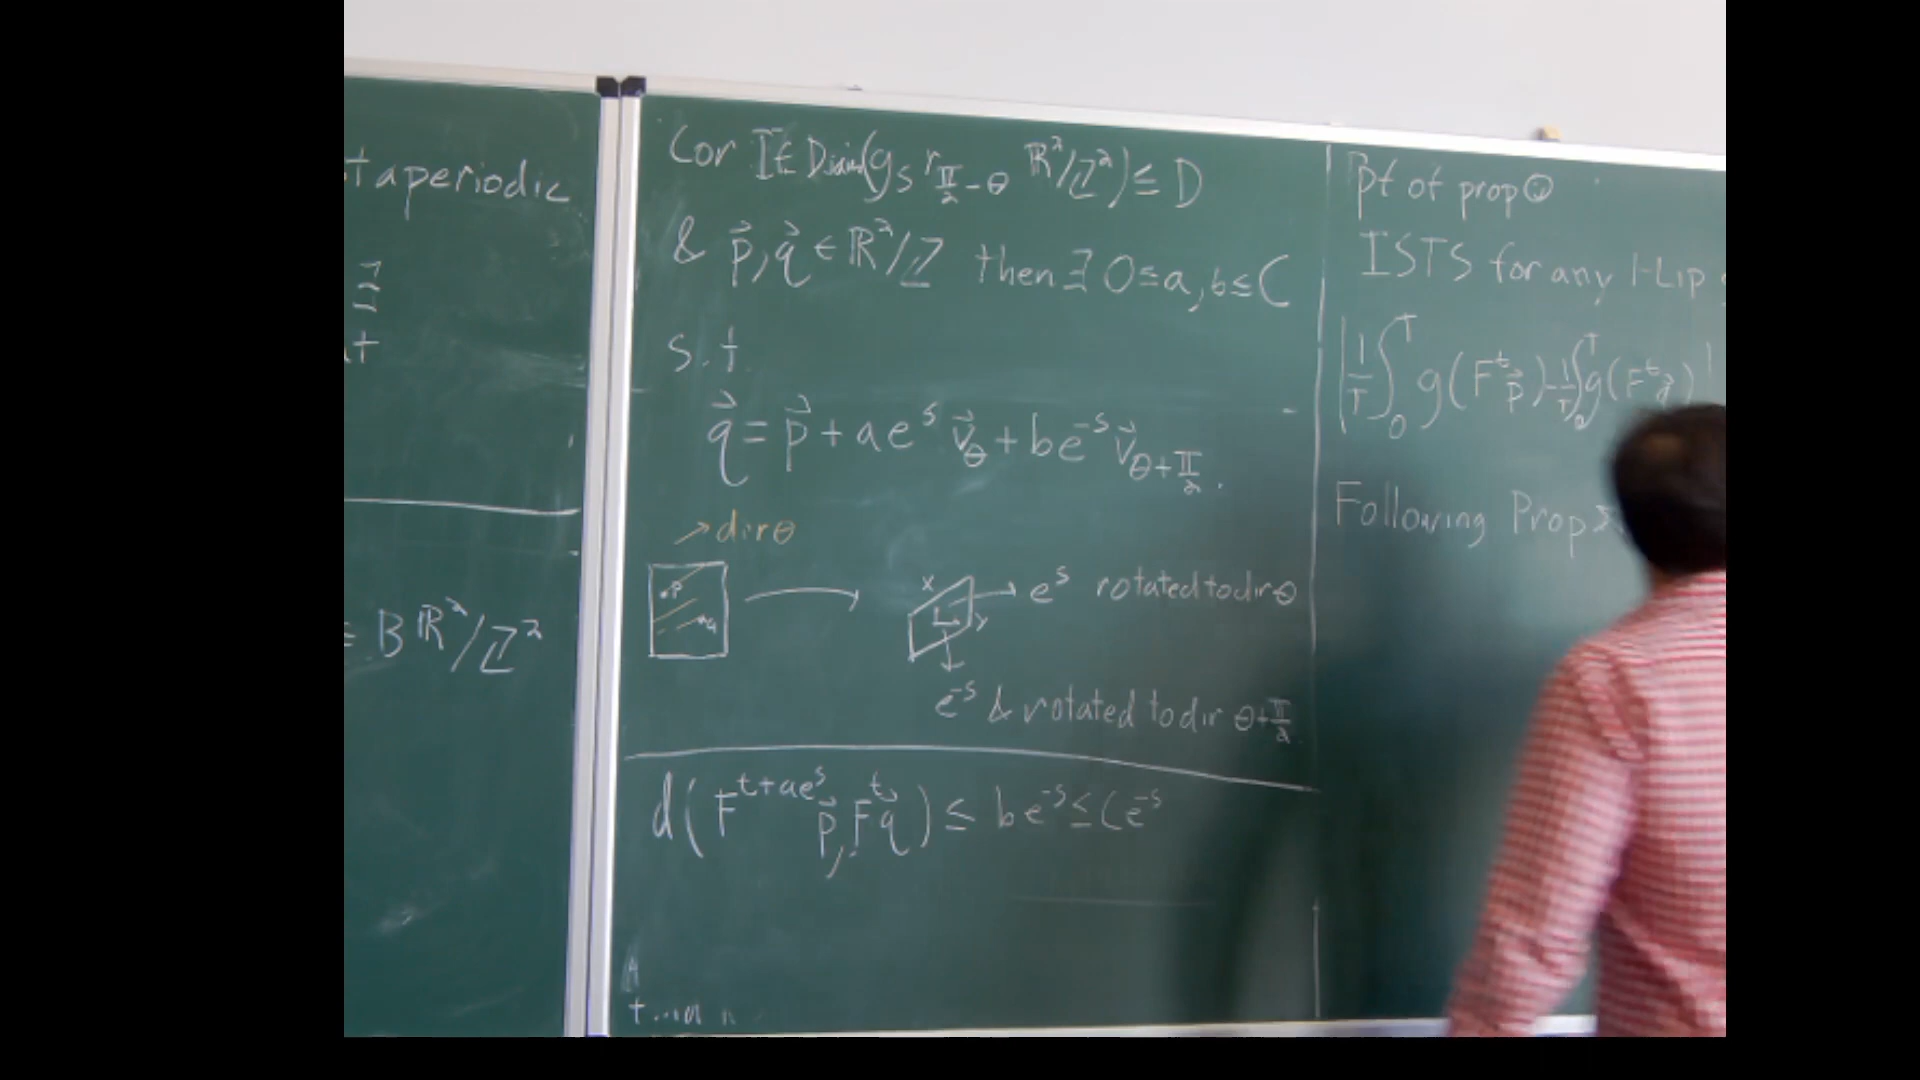 t aperiodic
B ℝ²/ℤ²
Cor If Diam(g_s r_{π/2 - θ} ℝ²/ℤ²) ≤ D
& p⃗, q⃗ ∈ ℝ²/ℤ then ∃ 0 ≤ a, b ≤ C
s.t.
q⃗ = p⃗ + a e^s v⃗_θ + b e^{-s} v⃗_{θ + π/2}.
→ dir θ
p
q
x
y
e^s rotated to dir θ
e^{-s} & rotated to dir θ + π/2.
d(F^{t+ae^s} p⃗, F^t q⃗) ≤ b e^{-s} ≤ C e^{-s}
Pf of prop ☺
ISTS for any 1-Lip g
|1/T ∫_0^T g(F^t p⃗) - 1/T ∫_0^T g(F^t q⃗)|
Following Prop